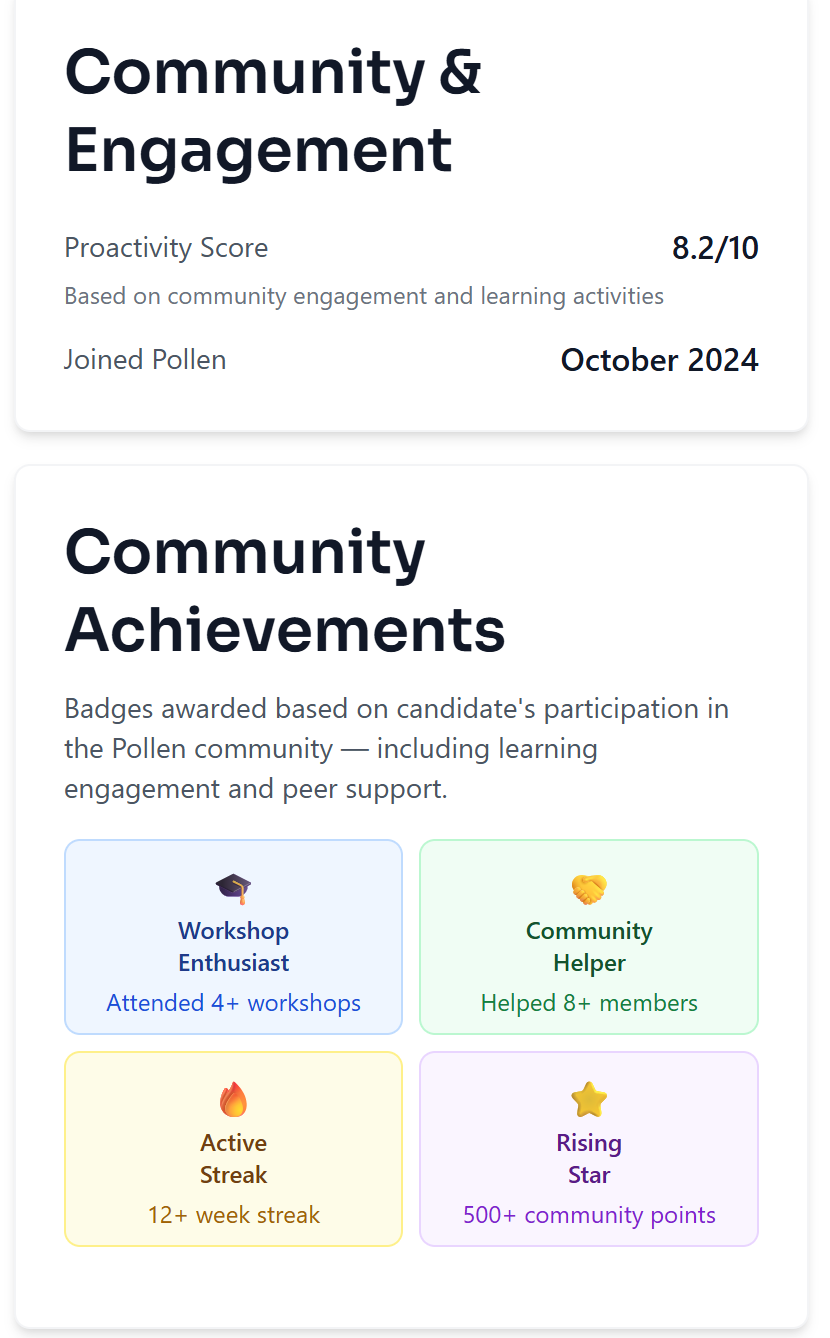 Community &
Engagement
Proactivity Score
8.2/10
Based on community engagement and learning activities
Joined Pollen
October 2024
Community
Achievements
Badges awarded based on candidate's participation in
the Pollen community — including learning
engagement and peer support.
Workshop
Enthusiast
Attended 4+ workshops
Community
Helper
Helped 8+ members
Active
Streak
12+ week streak
Rising
Star
500+ community points